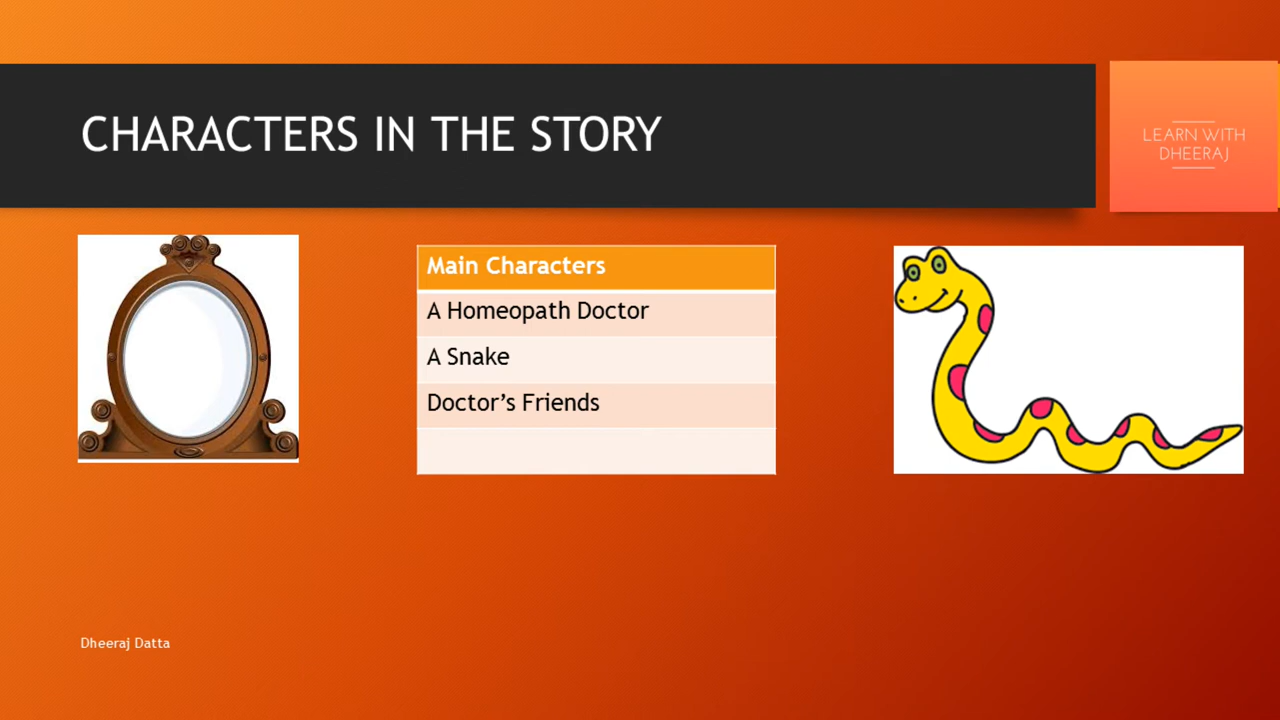 CHARACTERS IN THE STORY
LEARN WITH
DHEERAJ
Main Characters
A Homeopath Doctor
A Snake
Doctor’s Friends
Dheeraj Datta